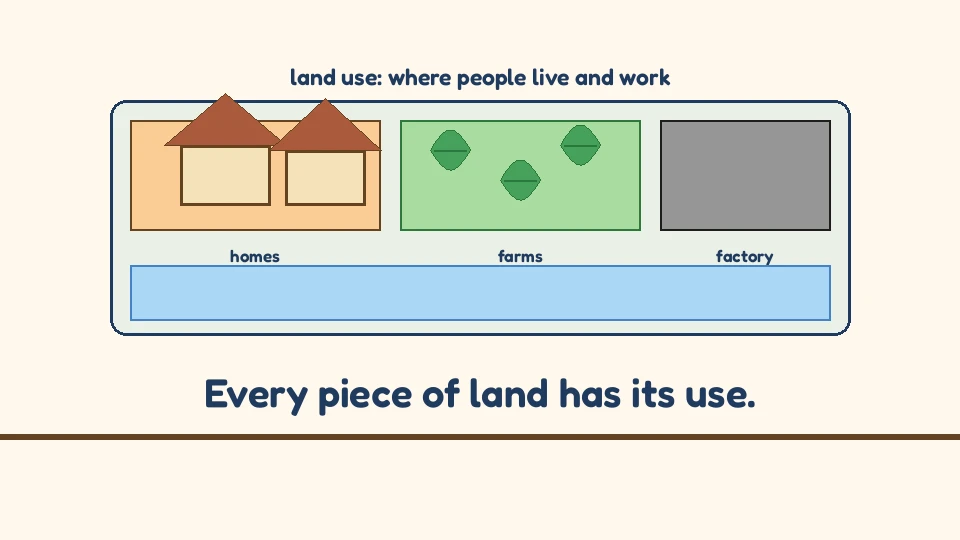 land use: where people live and work
homes
farms
factory
Every piece of land has its use.